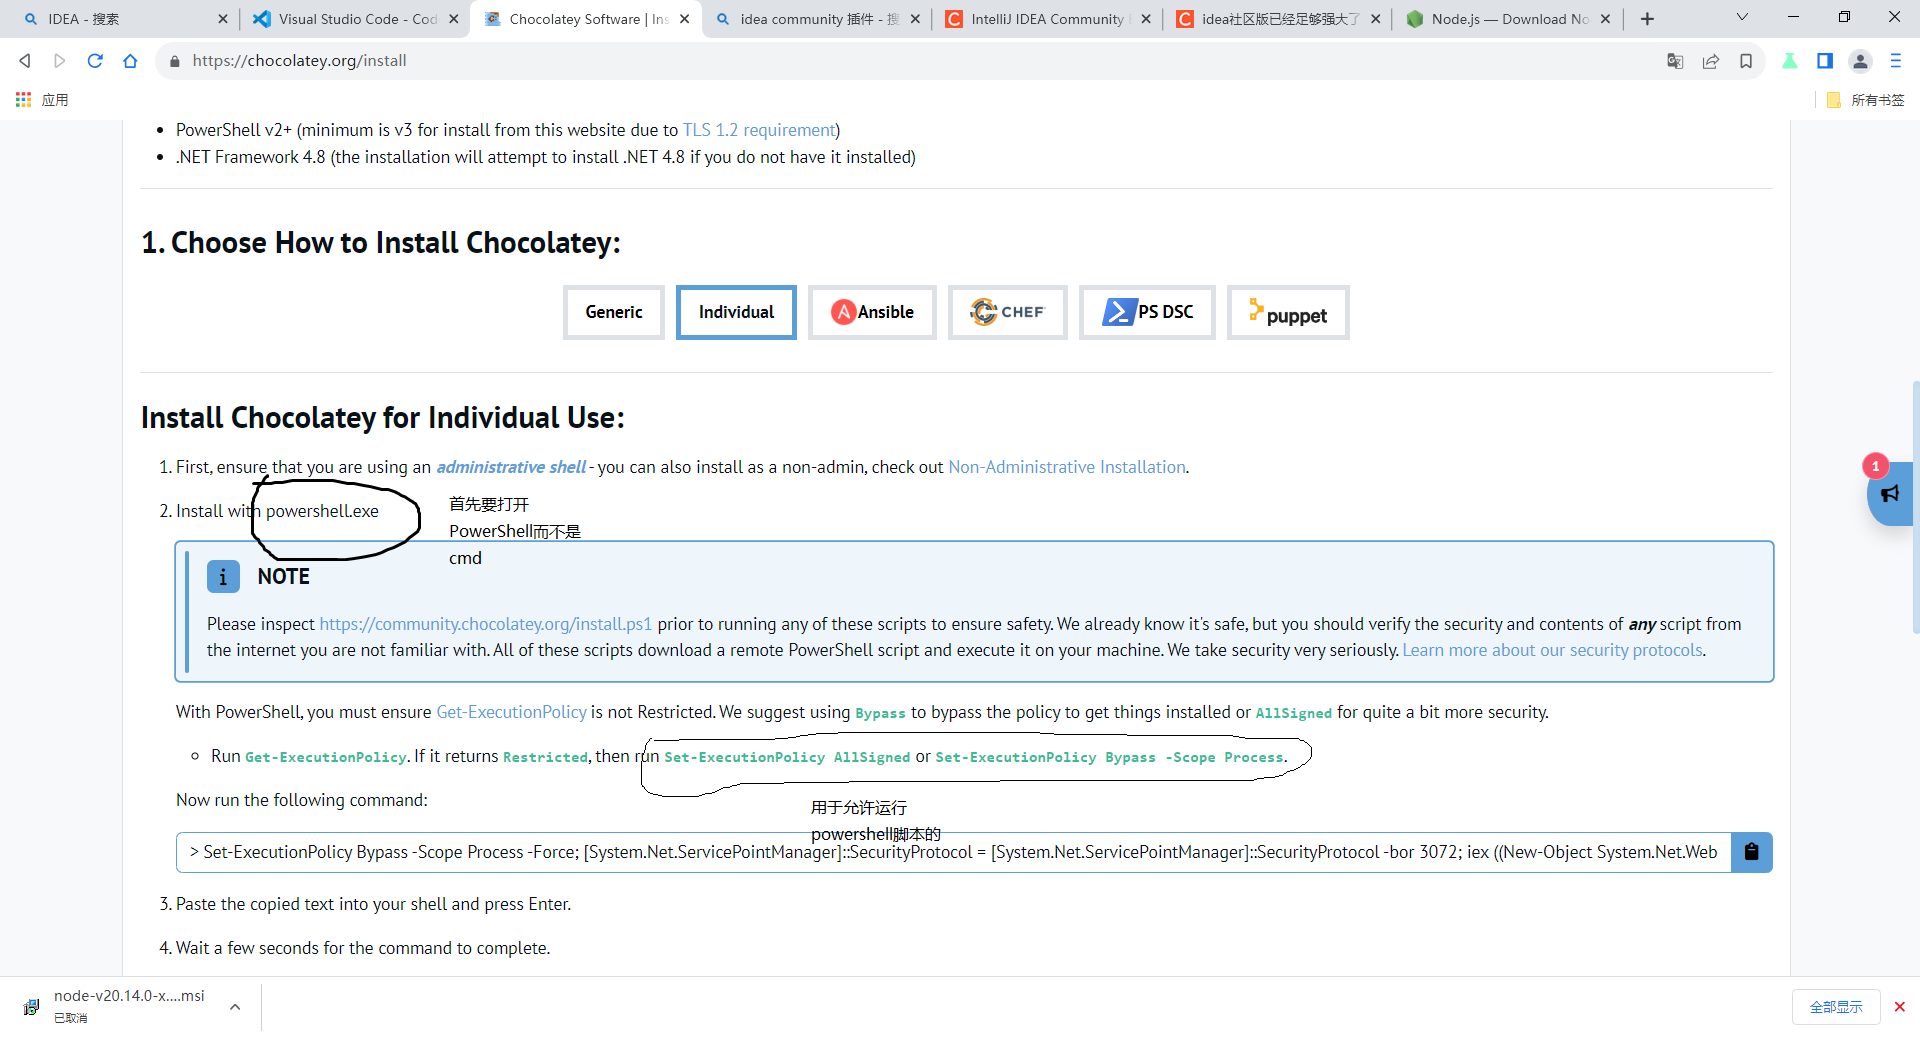 IDEA - 搜索
Visual Studio Code - Cod
Chocolatey Software | Ins
idea community 插件 - 搜
IntelliJ IDEA Community E
idea社区版已经足够强大了
Node.js — Download No
https://chocolatey.org/install
应用
所有书签
• PowerShell v2+ (minimum is v3 for install from this website due to TLS 1.2 requirement)
• .NET Framework 4.8 (the installation will attempt to install .NET 4.8 if you do not have it installed)
1. Choose How to Install Chocolatey:
Generic
Individual
Ansible
CHEF
PS DSC
puppet
Install Chocolatey for Individual Use:
1. First, ensure that you are using an administrative shell - you can also install as a non-admin, check out Non-Administrative Installation.
1
2. Install with powershell.exe
首先要打开
PowerShell而不是
cmd
NOTE
Please inspect https://community.chocolatey.org/install.ps1 prior to running any of these scripts to ensure safety. We already know it's safe, but you should verify the security and contents of any script from
the internet you are not familiar with. All of these scripts download a remote PowerShell script and execute it on your machine. We take security very seriously. Learn more about our security protocols.
With PowerShell, you must ensure Get-ExecutionPolicy is not Restricted. We suggest using Bypass to bypass the policy to get things installed or AllSigned for quite a bit more security.
Run Get-ExecutionPolicy. If it returns Restricted, then run Set-ExecutionPolicy AllSigned or Set-ExecutionPolicy Bypass -Scope Process.
Now run the following command:
用于允许运行
powershell脚本的
> Set-ExecutionPolicy Bypass -Scope Process -Force; [System.Net.ServicePointManager]::SecurityProtocol = [System.Net.ServicePointManager]::SecurityProtocol -bor 3072; iex ((New-Object System.Net.Web
3. Paste the copied text into your shell and press Enter.
4. Wait a few seconds for the command to complete.
node-v20.14.0-x....msi
已取消
全部显示